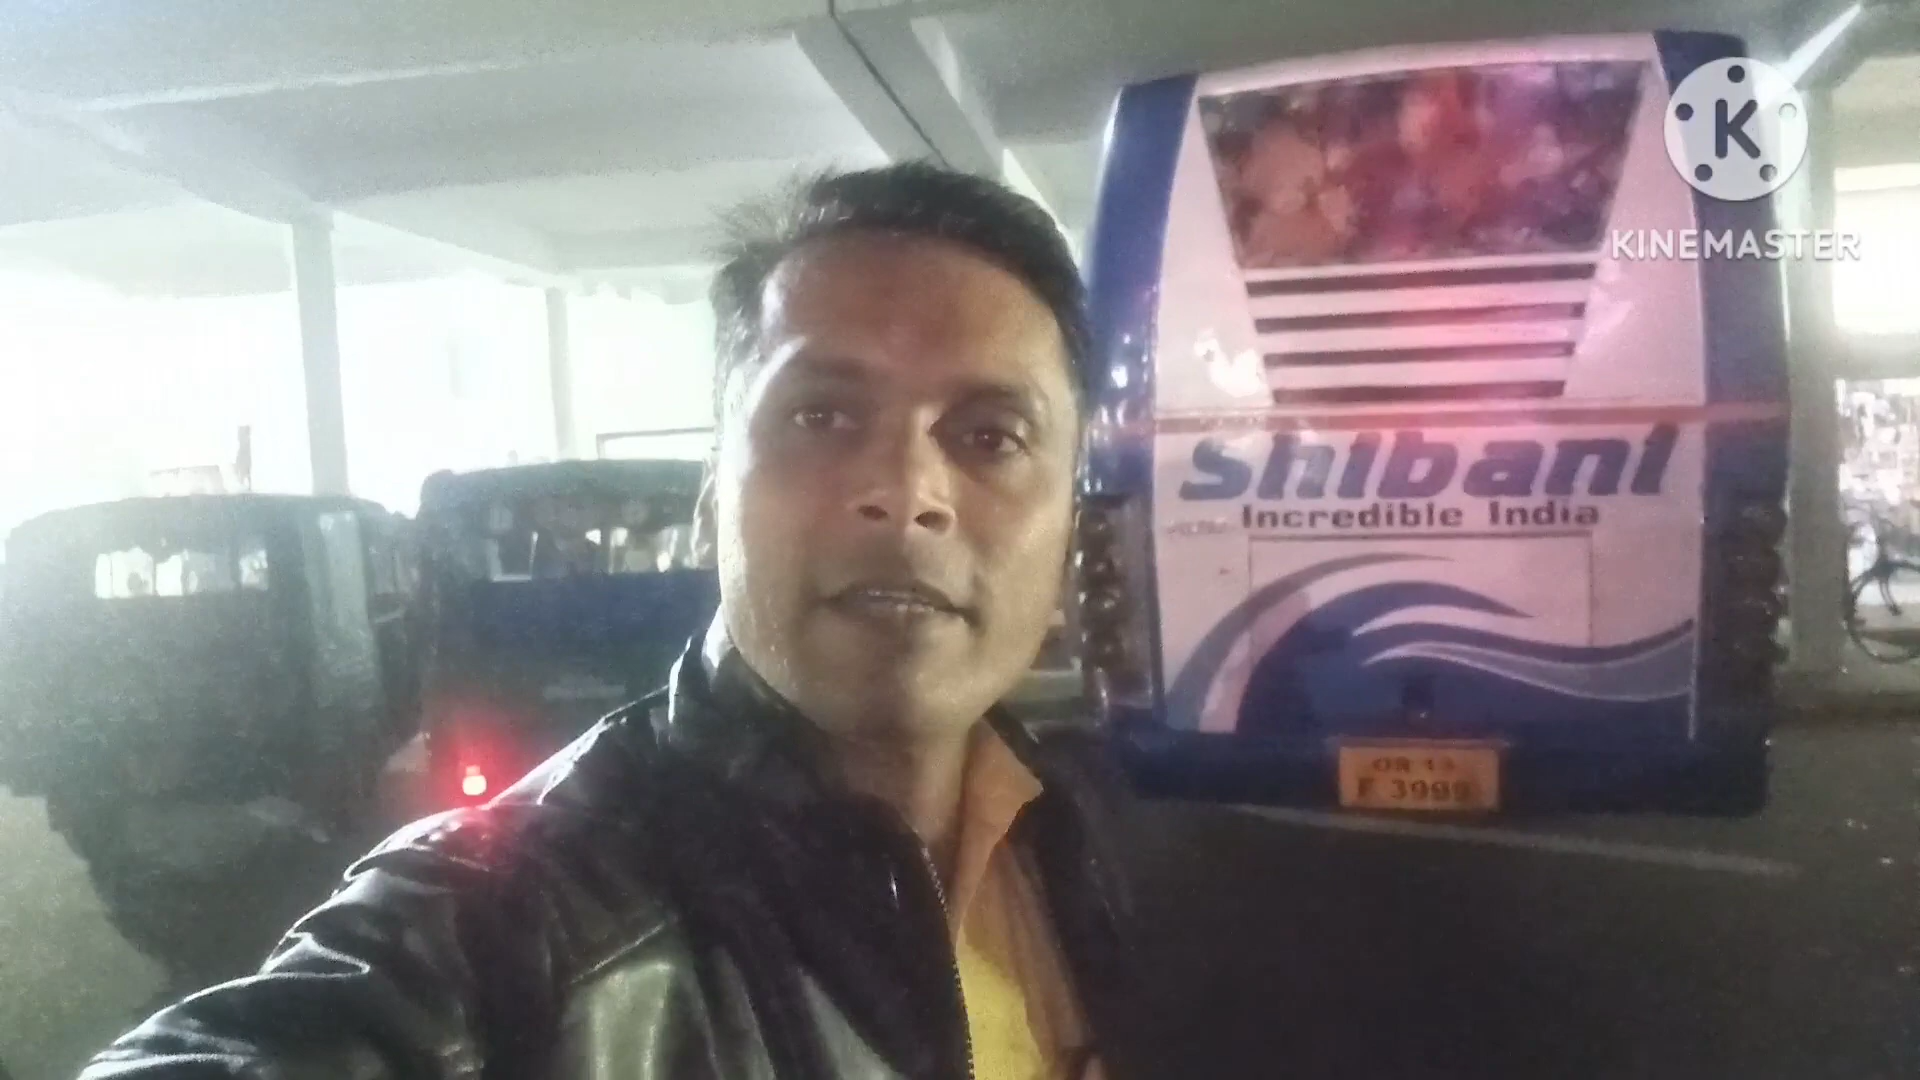 K
KINEMASTER
Shibani
Incredible India
OR 13
F 3999